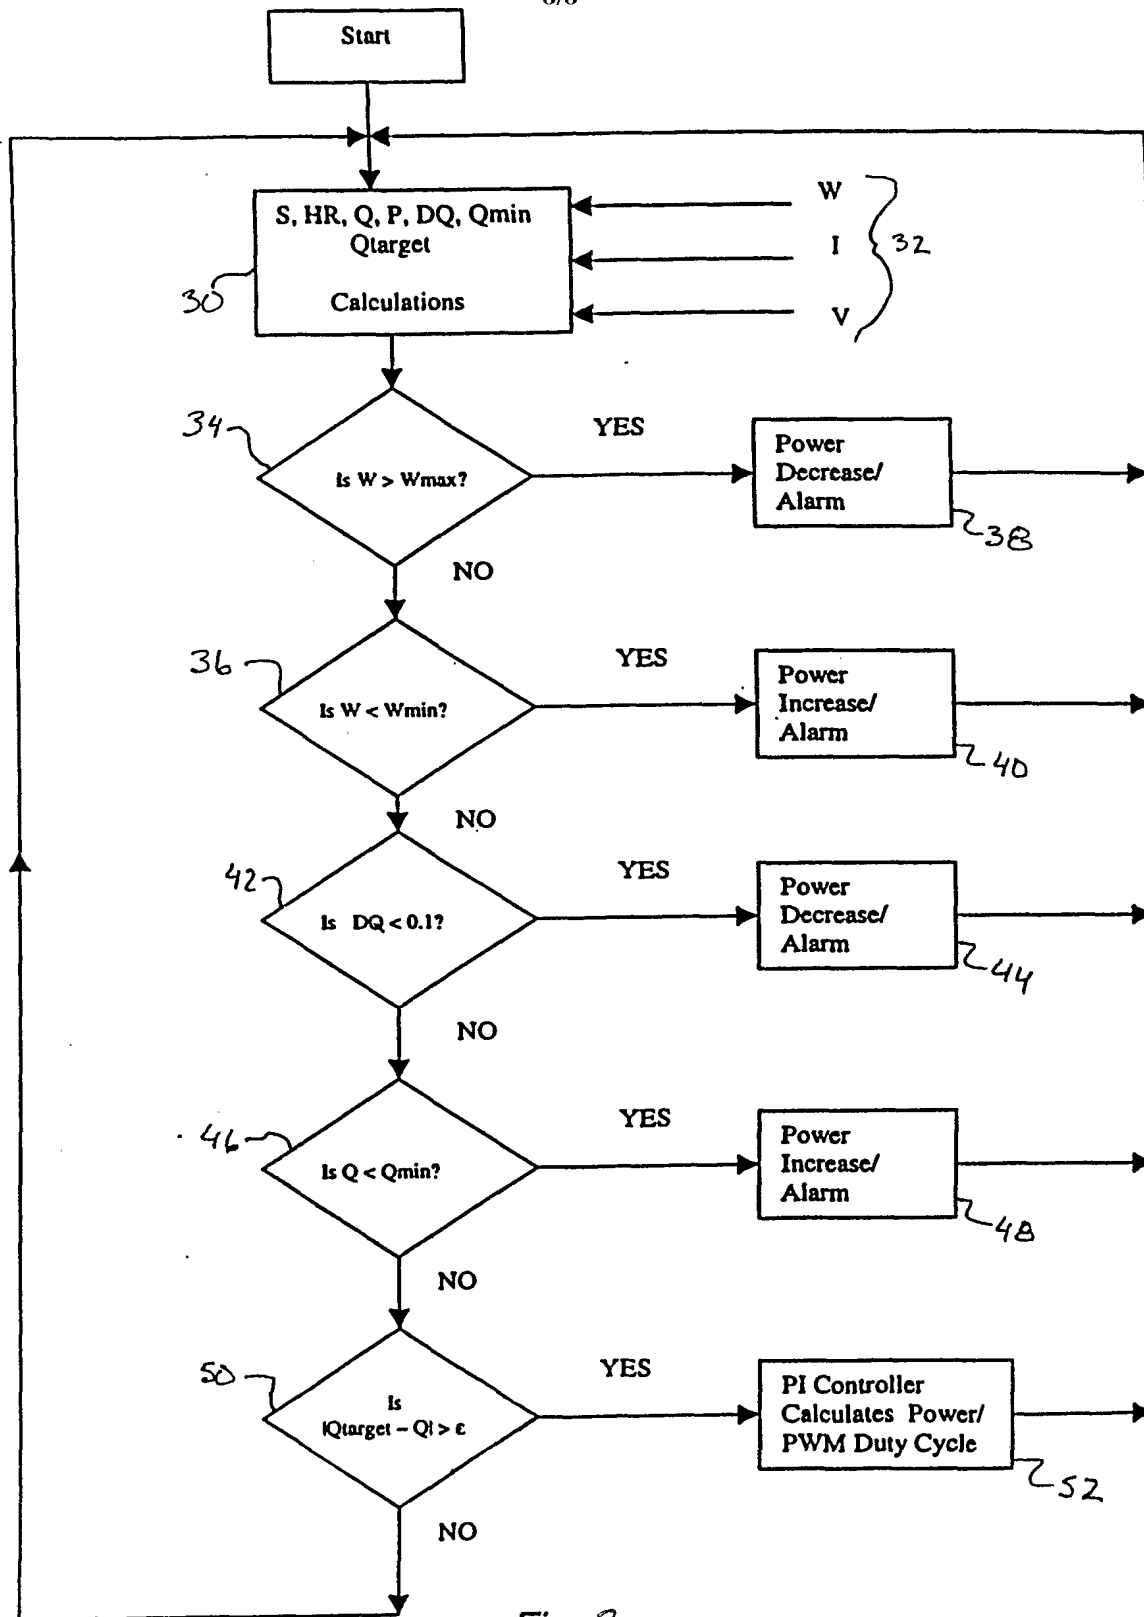 Start
S, HR, Q, P, DQ, Qmin
Qtarget
Calculations
30
W
I
V
32
34
Is W > Wmax?
YES
Power
Decrease/
Alarm
38
NO
36
Is W < Wmin?
YES
Power
Increase/
Alarm
40
NO
42
Is DQ < 0.1?
YES
Power
Decrease/
Alarm
44
NO
46
Is Q < Qmin?
YES
Power
Increase/
Alarm
48
NO
50
Is
|Qtarget – Q| > ε
YES
PI Controller
Calculates Power/
PWM Duty Cycle
52
NO